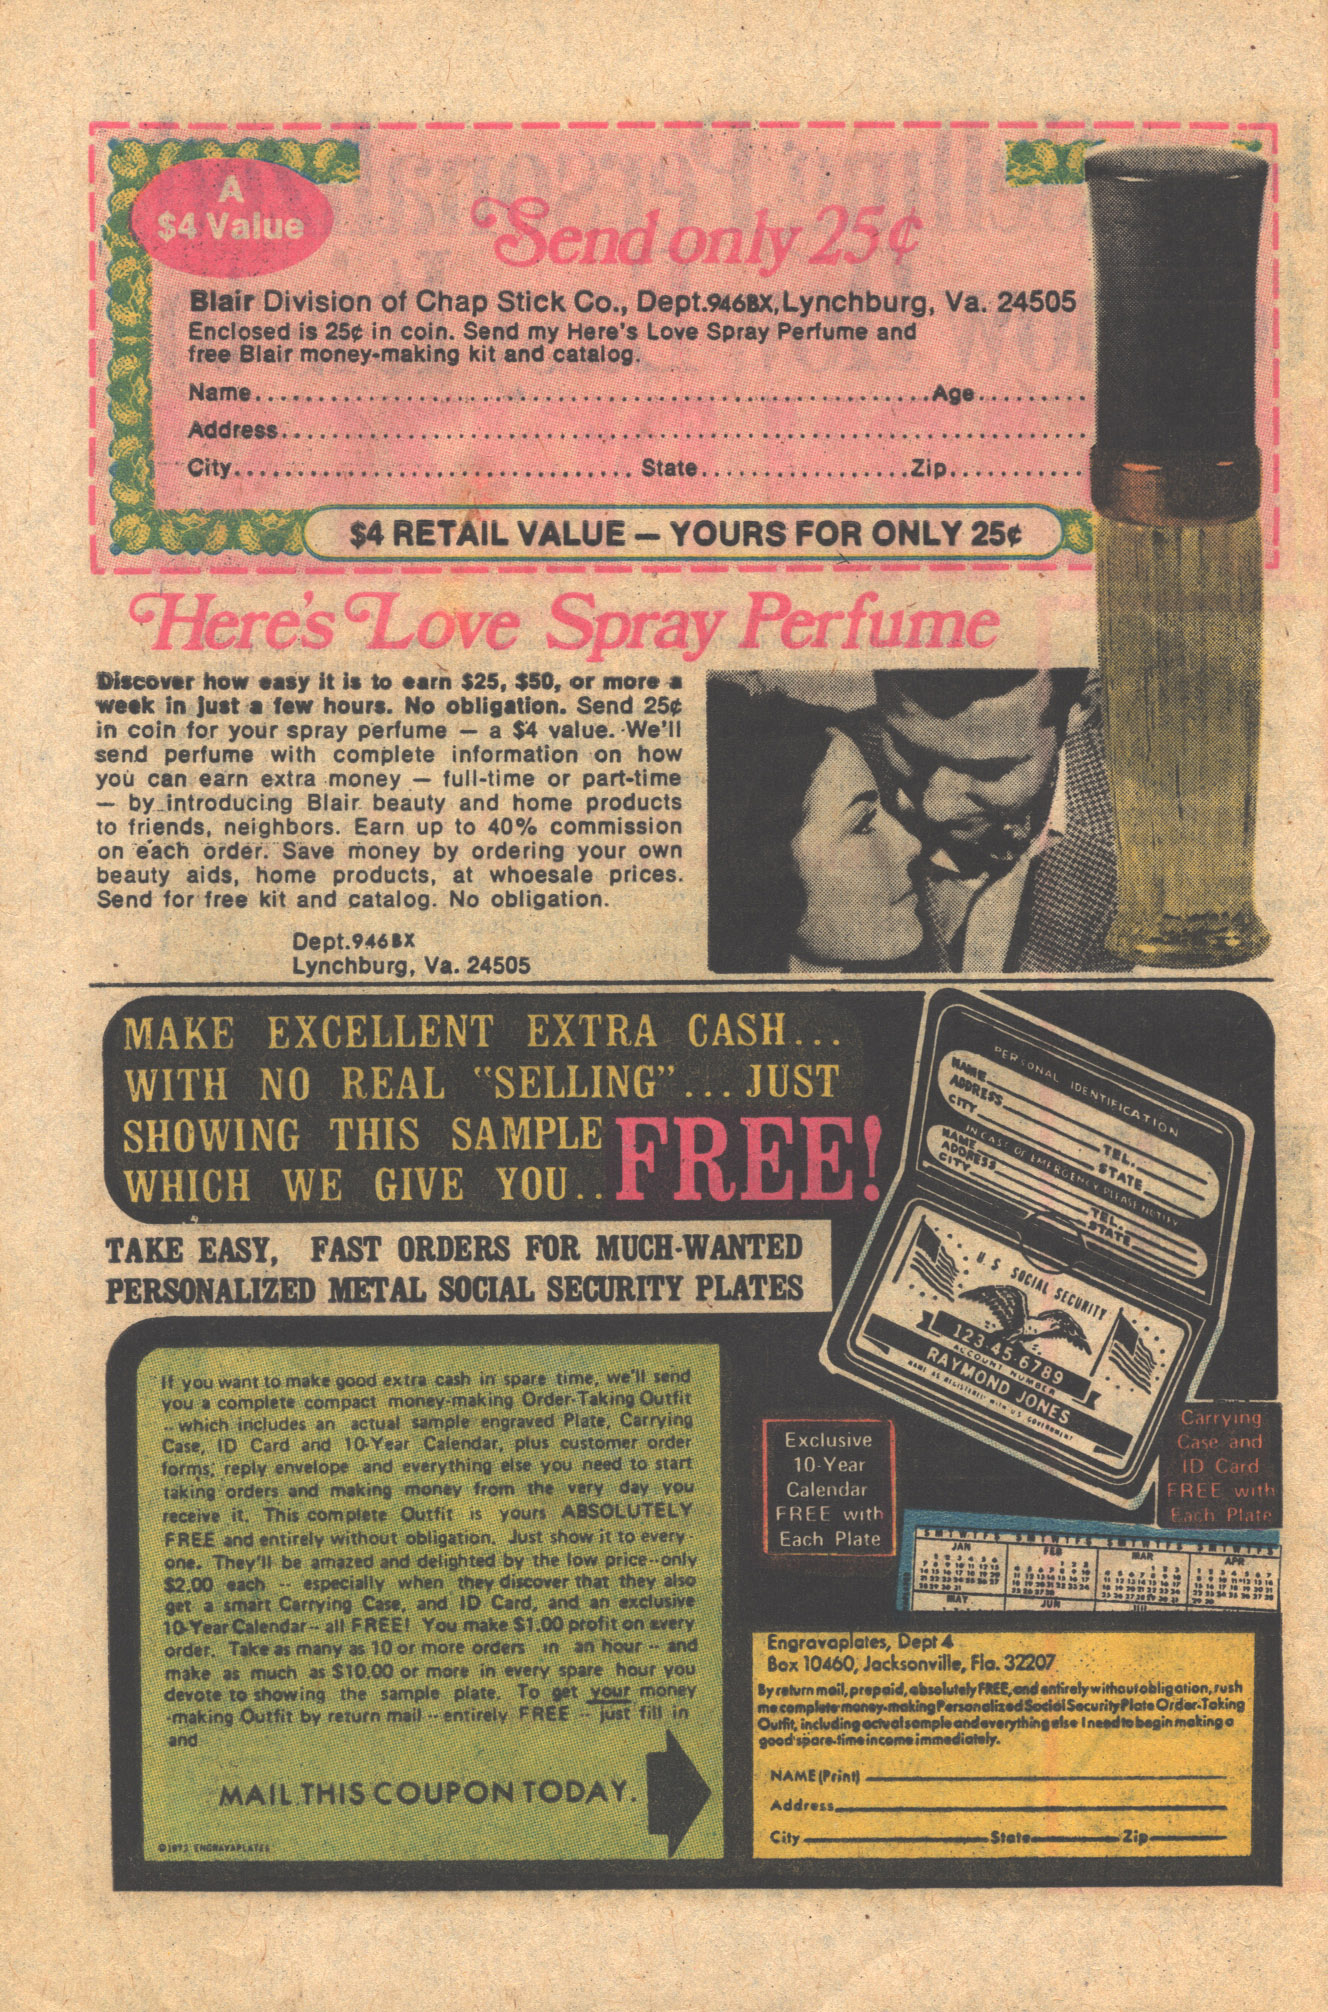 A
$4 Value
Send only 25¢
Blair Division of Chap Stick Co., Dept.946BX, Lynchburg, Va. 24505
Enclosed is 25¢ in coin. Send my Here's Love Spray Perfume and
free Blair money-making kit and catalog.
Name Age
Address
City State Zip
$4 RETAIL VALUE — YOURS FOR ONLY 25¢
Here's Love Spray Perfume
Discover how easy it is to earn $25, $50, or more a
week in just a few hours. No obligation. Send 25¢
in coin for your spray perfume — a $4 value. We'll
send perfume with complete information on how
you can earn extra money — full-time or part-time
— by introducing Blair beauty and home products
to friends, neighbors. Earn up to 40% commission
on each order. Save money by ordering your own
beauty aids, home products, at whoesale prices.
Send for free kit and catalog. No obligation.
Dept.946BX
Lynchburg, Va. 24505
MAKE EXCELLENT EXTRA CASH...
WITH NO REAL "SELLING"... JUST
SHOWING THIS SAMPLE
WHICH WE GIVE YOU.. FREE!
TAKE EASY, FAST ORDERS FOR MUCH-WANTED
PERSONALIZED METAL SOCIAL SECURITY PLATES
PERSONAL IDENTIFICATION
NAME
ADDRESS
CITY
TEL.
STATE
IN CASE OF EMERGENCY PLEASE NOTIFY
NAME
ADDRESS
CITY
TEL.
STATE
U.S. SOCIAL SECURITY
123-45-6789
ACCOUNT NUMBER
RAYMOND JONES
NAME AS REGISTERED WITH U.S. GOVERNMENT
If you want to make good extra cash in spare time, we'll send
you a complete compact money-making Order-Taking Outfit
-- which includes an actual sample engraved Plate, Carrying
Case, ID Card and 10-Year Calendar, plus customer order
forms, reply envelope and everything else you need to start
taking orders and making money from the very day you
receive it. This complete Outfit is yours ABSOLUTELY
FREE and entirely without obligation. Just show it to every-
one. They'll be amazed and delighted by the low price--only
$2.00 each -- especially when they discover that they also
get a smart Carrying Case, and ID Card, and an exclusive
10-Year Calendar-- all FREE! You make $1.00 profit on every
order. Take as many as 10 or more orders in an hour -- and
make as much as $10.00 or more in every spare hour you
devote to showing the sample plate. To get your money
-making Outfit by return mail -- entirely FREE -- just fill in
and
MAIL THIS COUPON TODAY.
©1973 ENGRAVAPLATES
Exclusive
10-Year
Calendar
FREE with
Each Plate
Carrying
Case and
ID Card
FREE with
Each Plate
S M T W T F S S M T W T F S S M T W T F S S M T W T F S
JAN FEB MAR APR
MAY JUN
Engravaplates, Dept 4
Box 10460, Jacksonville, Fla. 32207
By return mail, prepaid, absolutely FREE, and entirely without obligation, rush
me complete money-making Personalized Social Security Plate Order-Taking
Outfit, including actual sample and everything else I need to begin making a
good spare-time income immediately.
NAME (Print)
Address
City State Zip